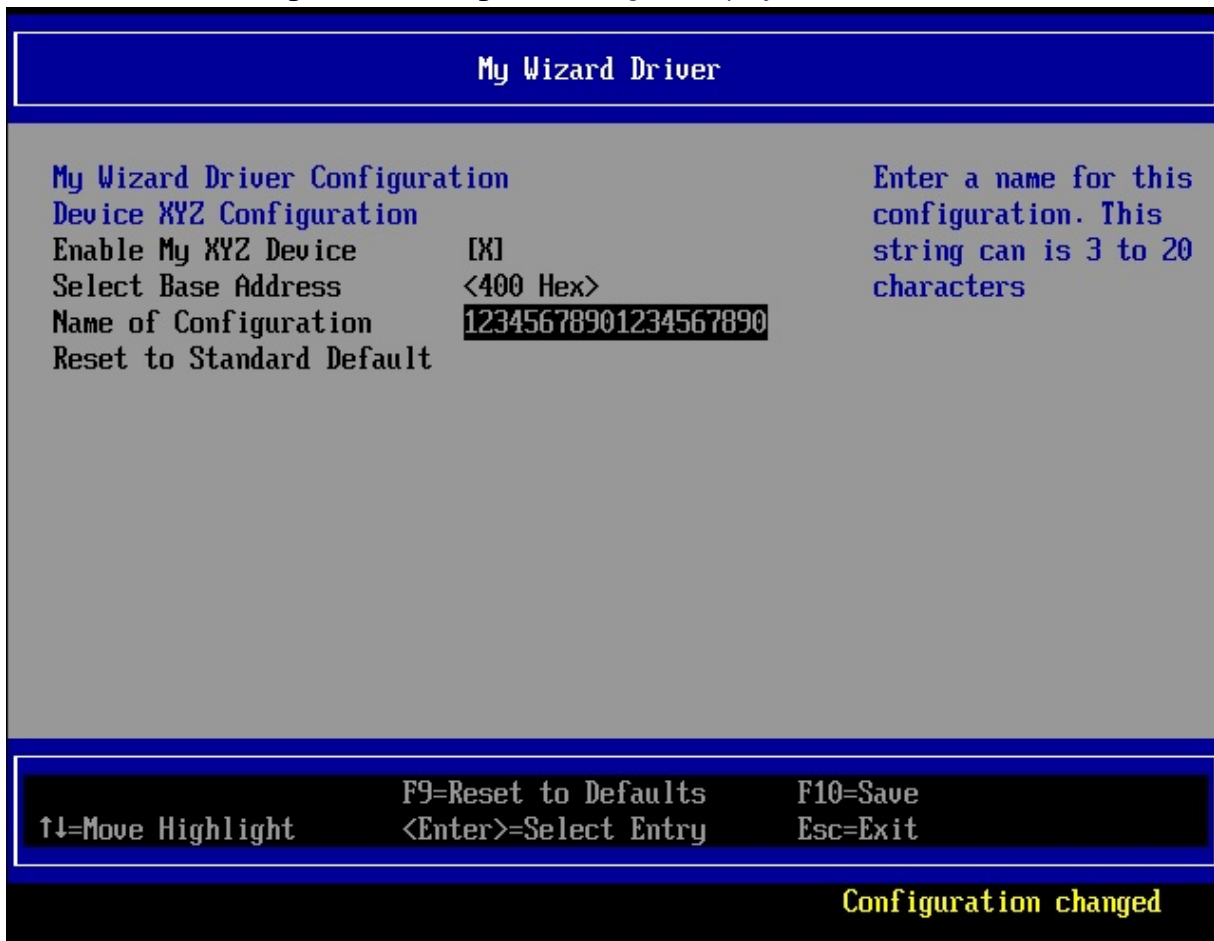 My Wizard Driver
My Wizard Driver Configuration
Device XYZ Configuration
Enable My XYZ Device [X]
Select Base Address <400 Hex>
Name of Configuration 12345678901234567890
Reset to Standard Default
Enter a name for this
configuration. This
string can is 3 to 20
characters
F9=Reset to Defaults F10=Save
↑↓=Move Highlight <Enter>=Select Entry Esc=Exit
Configuration changed